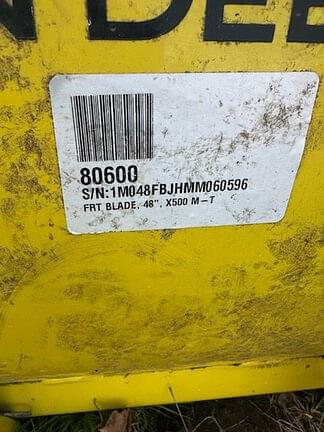 N DEE
80600
S/N:1M048FBJHMM060596
FRT BLADE, 48", X500 M-T